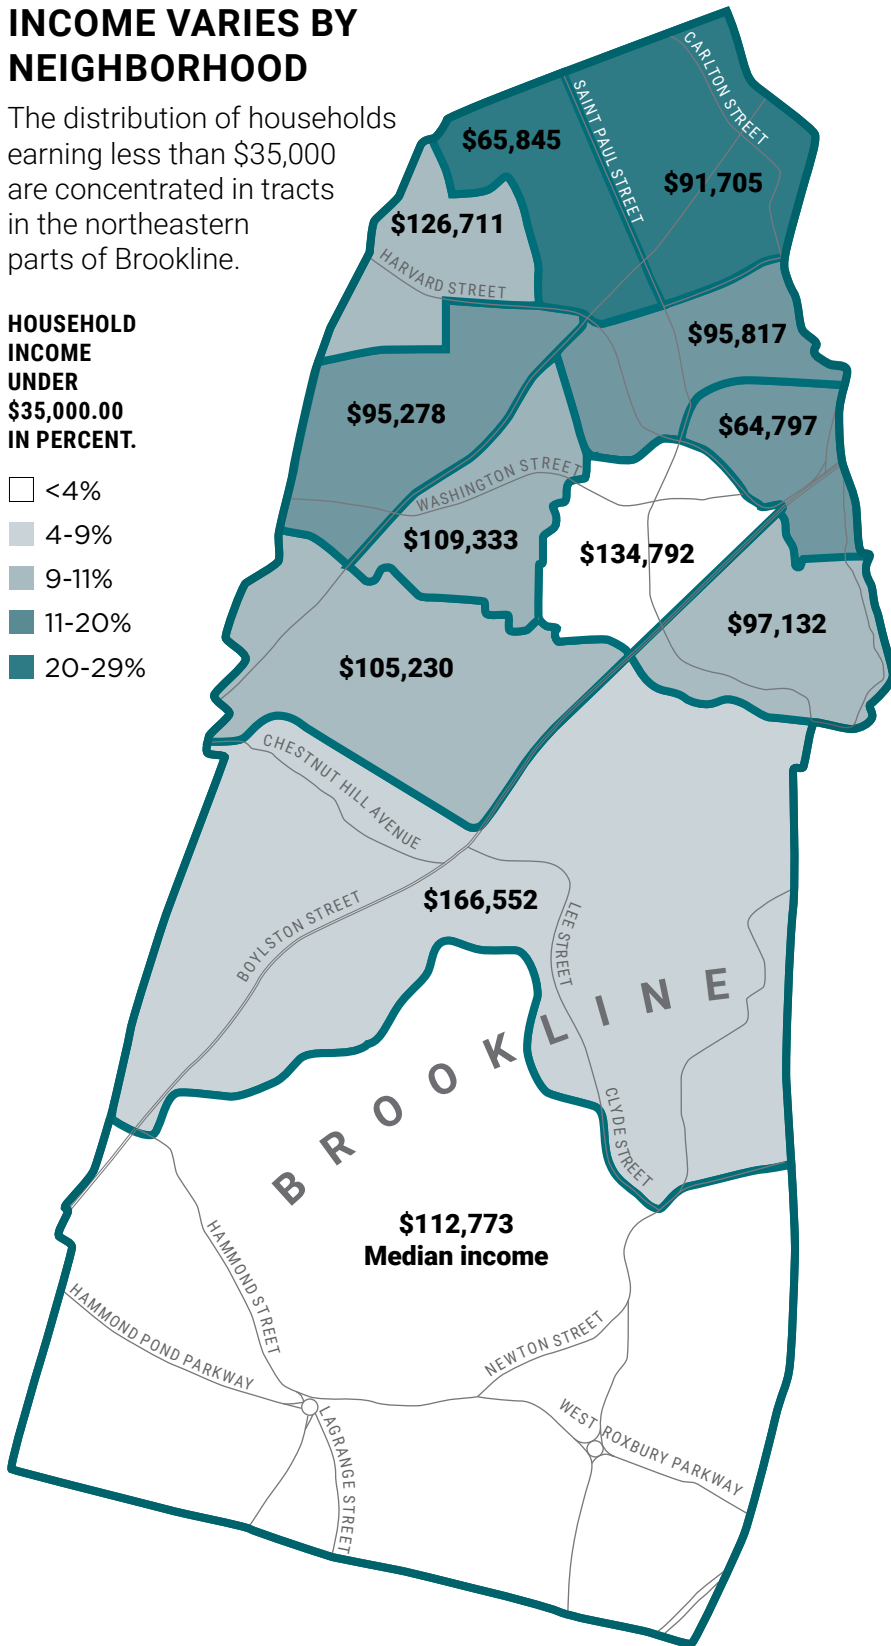 INCOME VARIES BY
NEIGHBORHOOD
The distribution of households
earning less than $35,000
are concentrated in tracts
in the northeastern
parts of Brookline.
HOUSEHOLD
INCOME
UNDER
$35,000.00
IN PERCENT.
<4%
4-9%
9-11%
11-20%
20-29%
CARLTON STREET
SAINT PAUL STREET
$65,845
$91,705
$126,711
HARVARD STREET
$95,817
$95,278
$64,797
WASHINGTON STREET
$109,333
$134,792
$97,132
$105,230
CHESTNUT HILL AVENUE
$166,552
BOYLSTON STREET
LEE STREET
BROOKLINE
CLYDE STREET
$112,773
Median income
HAMMOND STREET
HAMMOND POND PARKWAY
NEWTON STREET
LAGRANGE STREET
WEST ROXBURY PARKWAY